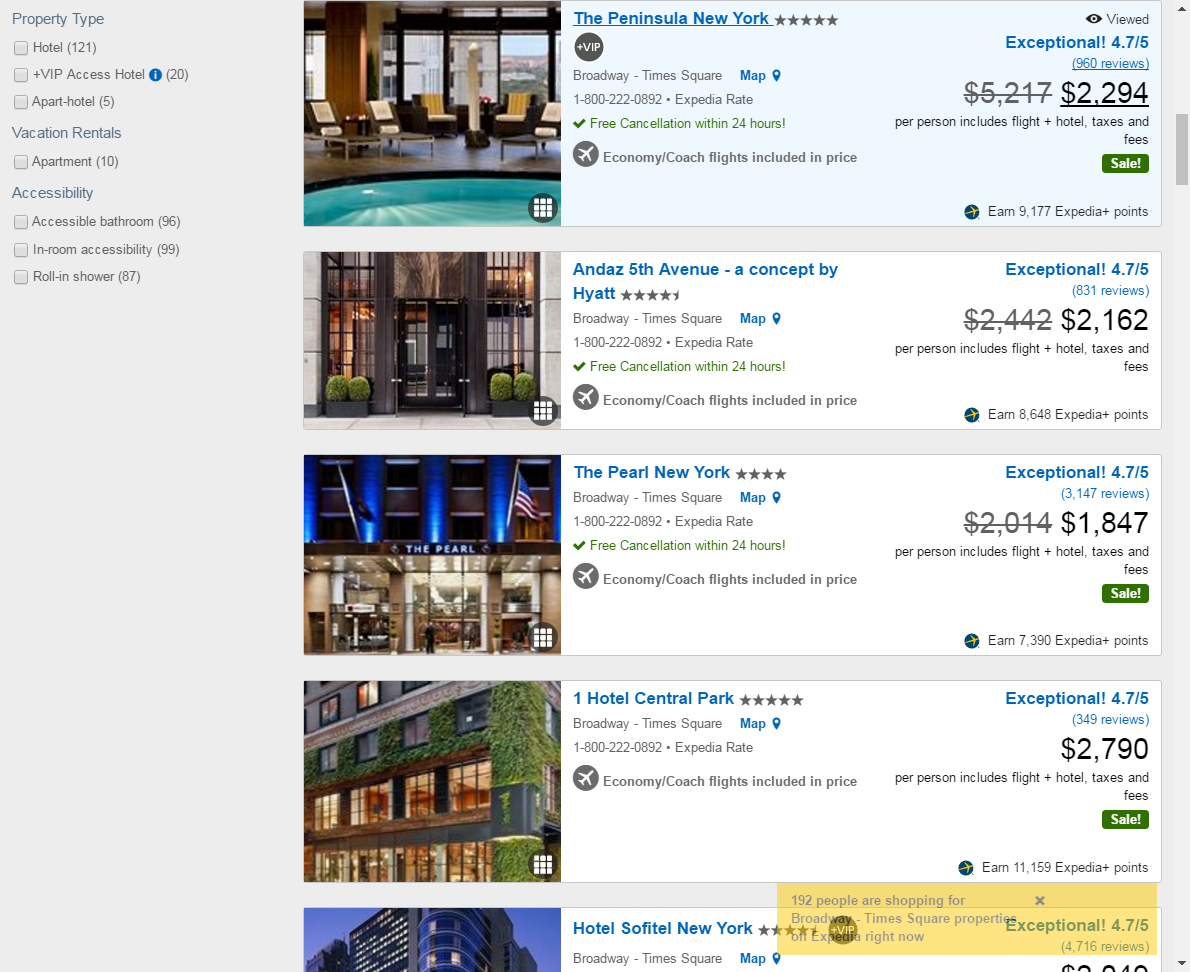 Property Type
Hotel (121)
+VIP Access Hotel (20)
Apart-hotel (5)
Vacation Rentals
Apartment (10)
Accessibility
Accessible bathroom (96)
In-room accessibility (99)
Roll-in shower (87)
The Peninsula New York
Viewed
+VIP
Exceptional! 4.7/5
(960 reviews)
Broadway - Times Square Map
$5,217 $2,294
1-800-222-0892 • Expedia Rate
Free Cancellation within 24 hours!
per person includes flight + hotel, taxes and
fees
Economy/Coach flights included in price
Sale!
Earn 9,177 Expedia+ points
Andaz 5th Avenue - a concept by
Hyatt
Exceptional! 4.7/5
(831 reviews)
Broadway - Times Square Map
$2,442 $2,162
1-800-222-0892 • Expedia Rate
Free Cancellation within 24 hours!
per person includes flight + hotel, taxes and
fees
Economy/Coach flights included in price
Earn 8,648 Expedia+ points
THE PEARL
The Pearl New York
Exceptional! 4.7/5
(3,147 reviews)
Broadway - Times Square Map
$2,014 $1,847
1-800-222-0892 • Expedia Rate
Free Cancellation within 24 hours!
per person includes flight + hotel, taxes and
fees
Economy/Coach flights included in price
Sale!
Earn 7,390 Expedia+ points
1 Hotel Central Park
Exceptional! 4.7/5
(349 reviews)
Broadway - Times Square Map
$2,790
1-800-222-0892 • Expedia Rate
per person includes flight + hotel, taxes and
fees
Economy/Coach flights included in price
Sale!
Earn 11,159 Expedia+ points
192 people are shopping for
Broadway - Times Square properties
on Expedia right now
Hotel Sofitel New York
+VIP
Exceptional! 4.7/5
(4,716 reviews)
Broadway - Times Square Map